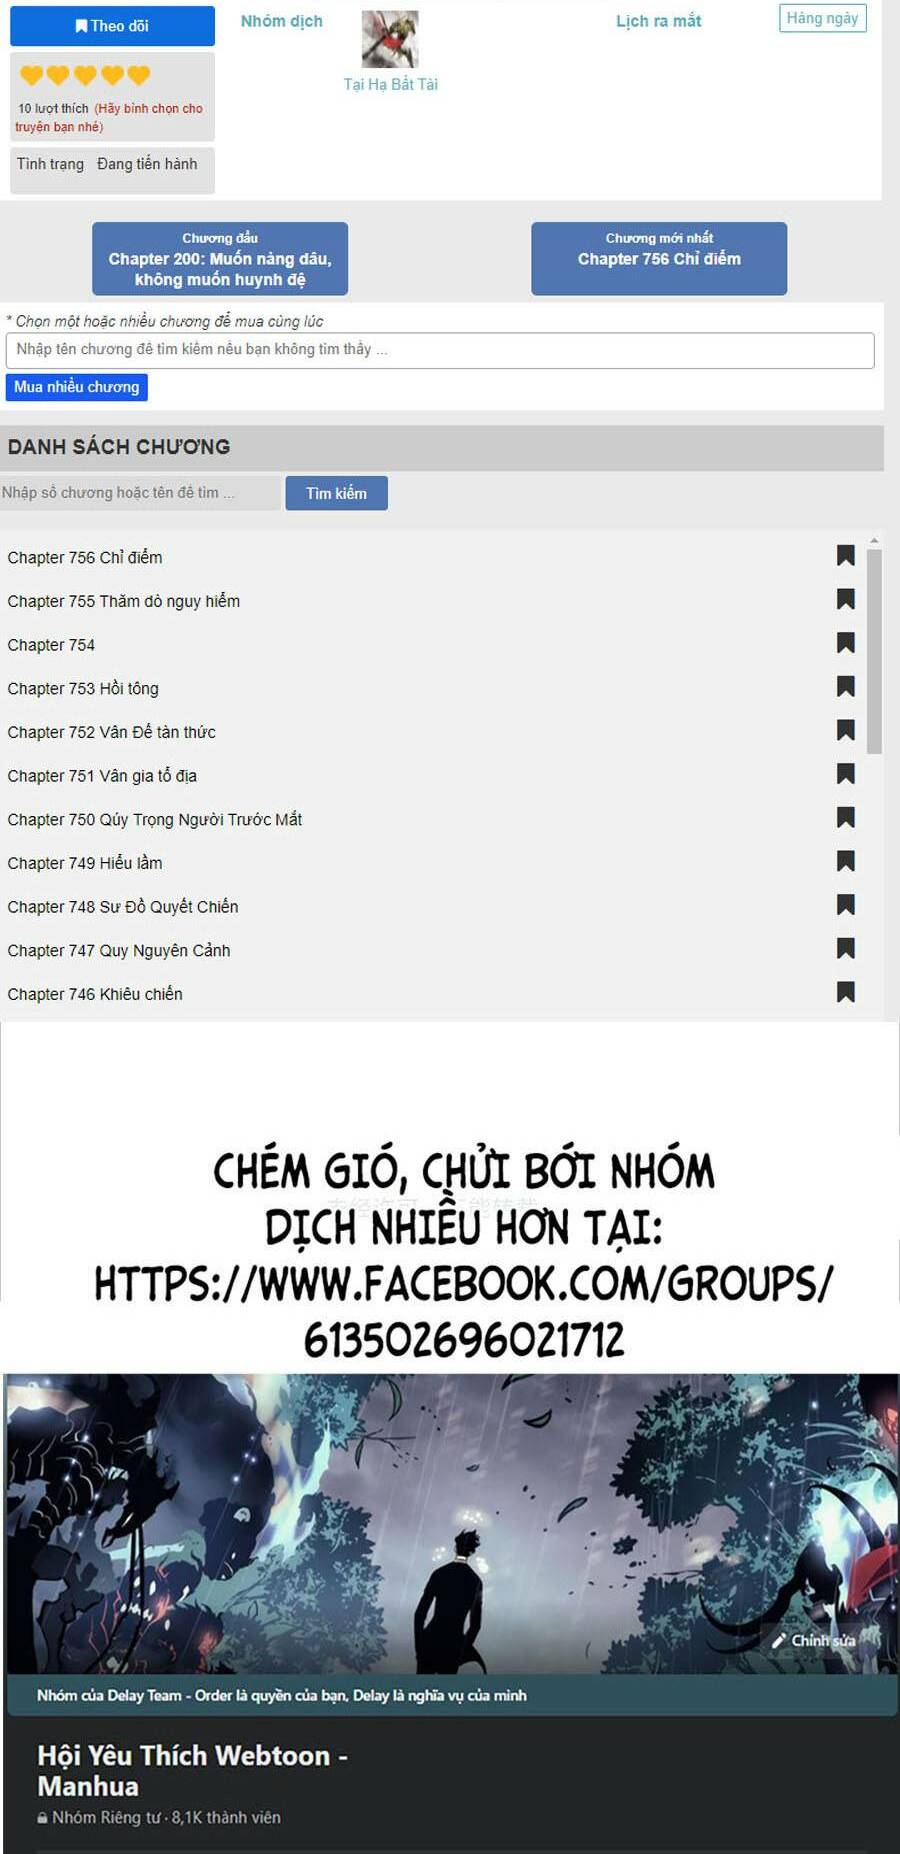 Theo dõi
Nhóm dịch
Lịch ra mắt
Hàng ngày
Tại Hạ Bất Tài
10 lượt thích (Hãy bình chọn cho
truyện bạn nhé)
Tình trạng Đang tiến hành
Chương đầu
Chapter 200: Muốn nàng dâu,
không muốn huynh đệ
Chương mới nhất
Chapter 756 Chỉ điểm
* Chọn một hoặc nhiều chương để mua cùng lúc
Nhập tên chương để tìm kiếm nếu bạn không tìm thấy ...
Mua nhiều chương
DANH SÁCH CHƯƠNG
Nhập số chương hoặc tên để tìm ...
Tìm kiếm
Chapter 756 Chỉ điểm
Chapter 755 Thăm dò nguy hiểm
Chapter 754
Chapter 753 Hồi tông
Chapter 752 Vân Đế tàn thức
Chapter 751 Vân gia tổ địa
Chapter 750 Qúy Trọng Người Trước Mắt
Chapter 749 Hiểu lầm
Chapter 748 Sư Đồ Quyết Chiến
Chapter 747 Quy Nguyên Cảnh
Chapter 746 Khiêu chiến
CHÉM GIÓ, CHỬI BỚI NHÓM
DỊCH NHIỀU HƠN TẠI:
HTTPS://WWW.FACEBOOK.COM/GROUPS/
613502696021712
Chỉnh sửa
Nhóm của Delay Team - Order là quyền của bạn, Delay là nghĩa vụ của mình
Hội Yêu Thích Webtoon -
Manhua
Nhóm Riêng tư · 8,1K thành viên